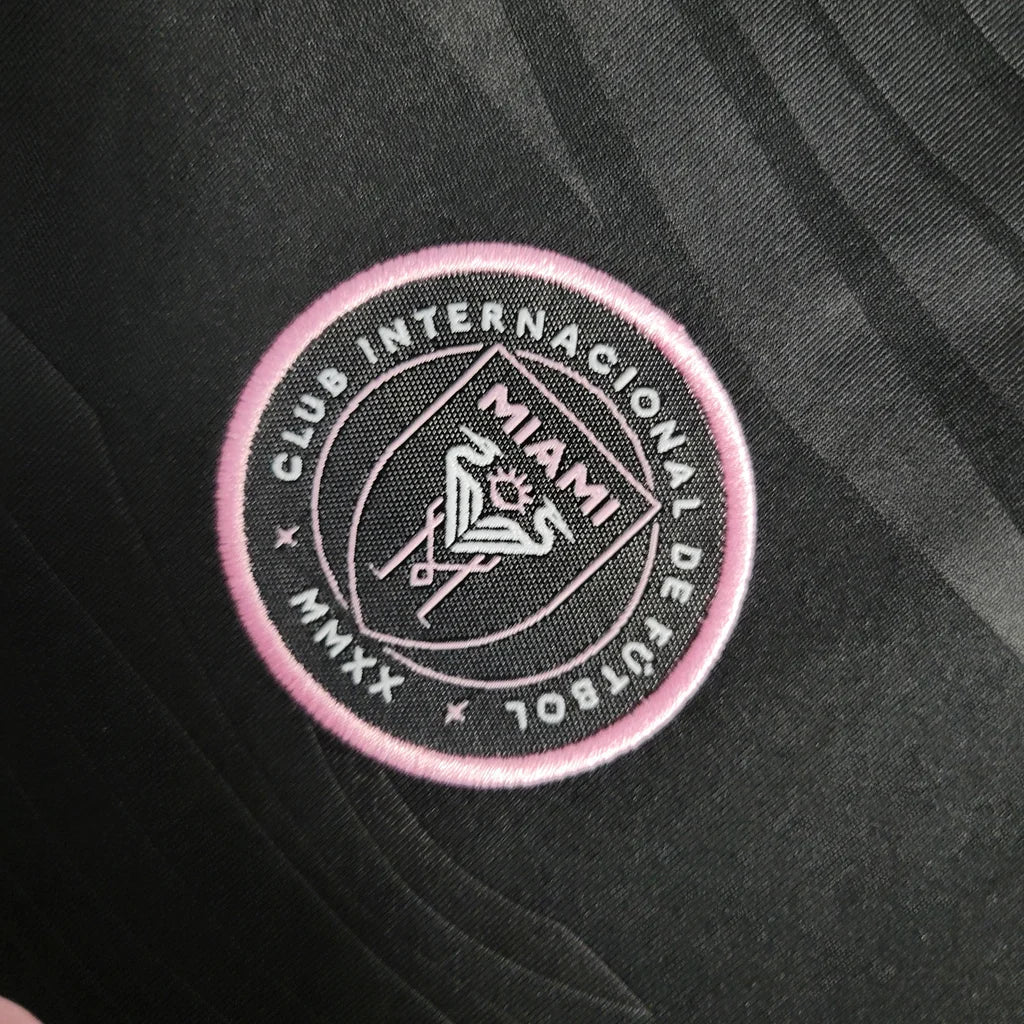 CLUB INTERNACIONAL DE FÚTBOL
MIAMI
MMXX